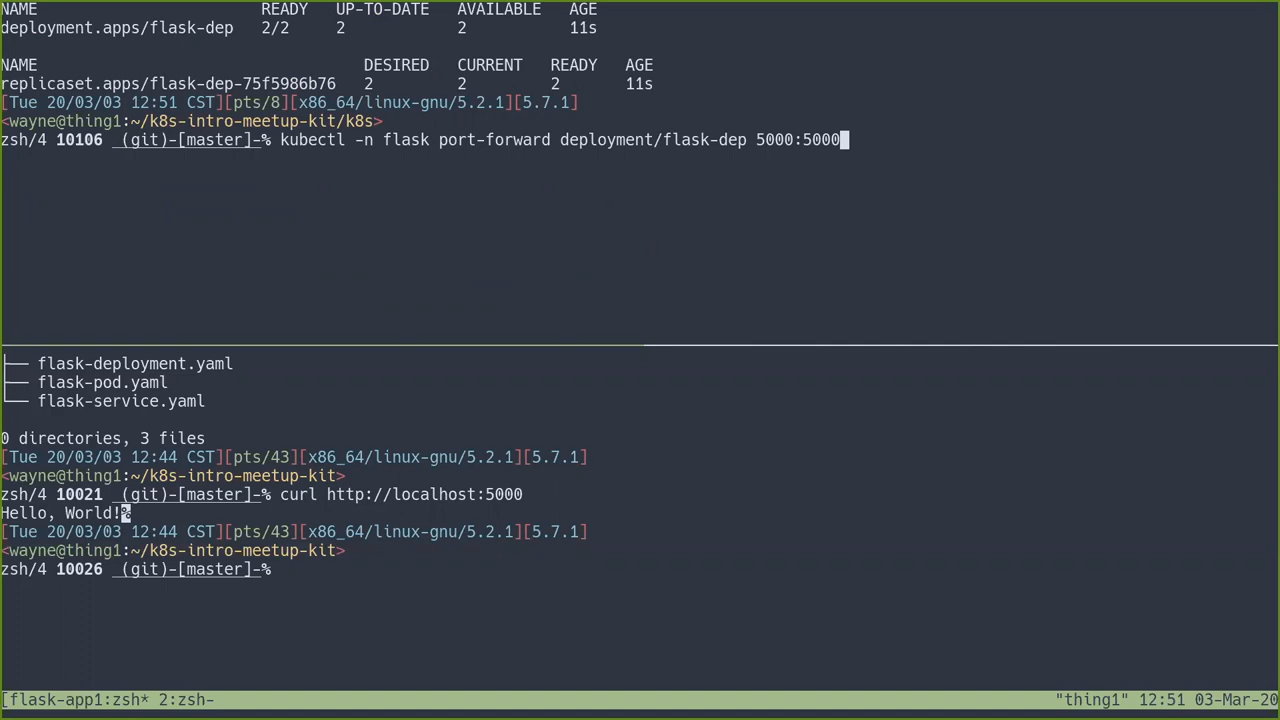 NAME READY UP-TO-DATE AVAILABLE AGE
deployment.apps/flask-dep 2/2 2 2 11s
NAME DESIRED CURRENT READY AGE
replicaset.apps/flask-dep-75f5986b76 2 2 2 11s
[Tue 20/03/03 12:51 CST][pts/8][x86_64/linux-gnu/5.2.1][5.7.1]
<wayne@thing1:~/k8s-intro-meetup-kit/k8s>
zsh/4 10106 (git)-[master]-% kubectl -n flask port-forward deployment/flask-dep 5000:5000
├── flask-deployment.yaml
├── flask-pod.yaml
└── flask-service.yaml
0 directories, 3 files
[Tue 20/03/03 12:44 CST][pts/43][x86_64/linux-gnu/5.2.1][5.7.1]
<wayne@thing1:~/k8s-intro-meetup-kit>
zsh/4 10021 (git)-[master]-% curl http://localhost:5000
Hello, World!%
[Tue 20/03/03 12:44 CST][pts/43][x86_64/linux-gnu/5.2.1][5.7.1]
<wayne@thing1:~/k8s-intro-meetup-kit>
zsh/4 10026 (git)-[master]-%
[flask-app1:zsh* 2:zsh- "thing1" 12:51 03-Mar-20